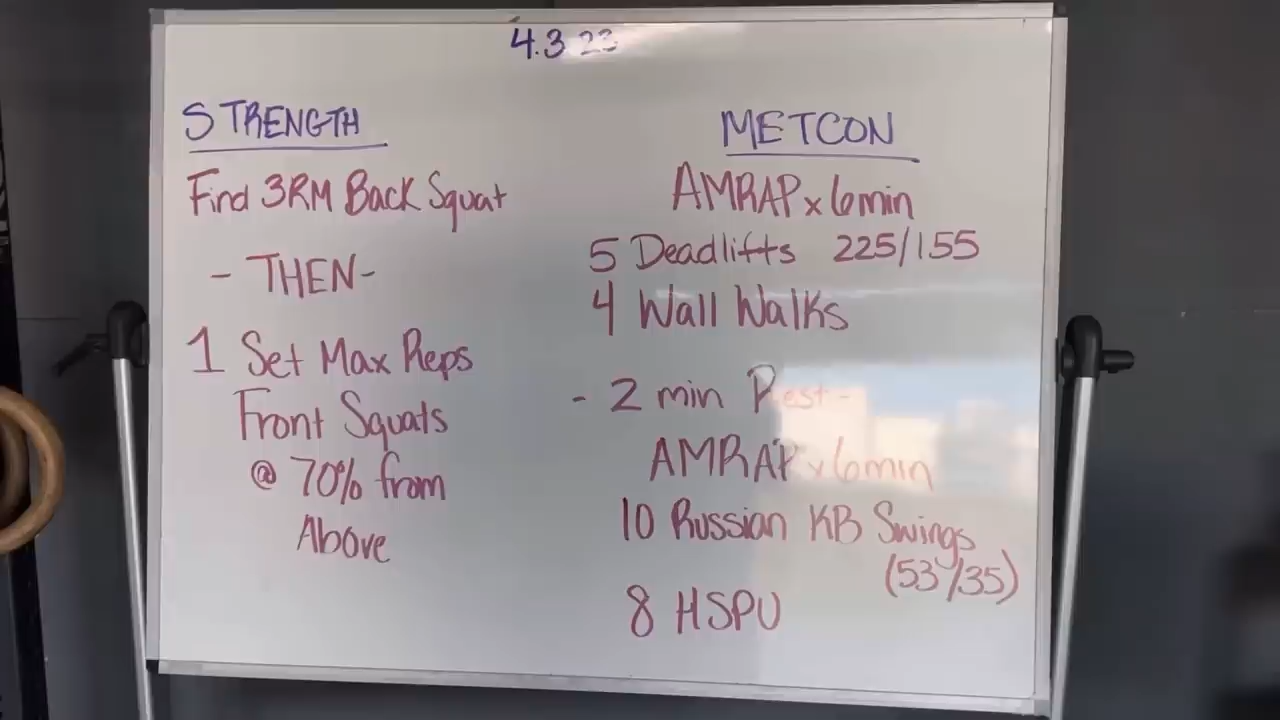 4.3.23
STRENGTH
Find 3RM Back Squat
- THEN-
1 Set Max Reps
Front Squats
@ 70% from
Above
METCON
AMRAP x 6min
5 Deadlifts 225/155
4 Wall Walks
- 2 min Rest -
AMRAP x 6min
10 Russian KB Swings
(53/35)
8 HSPU